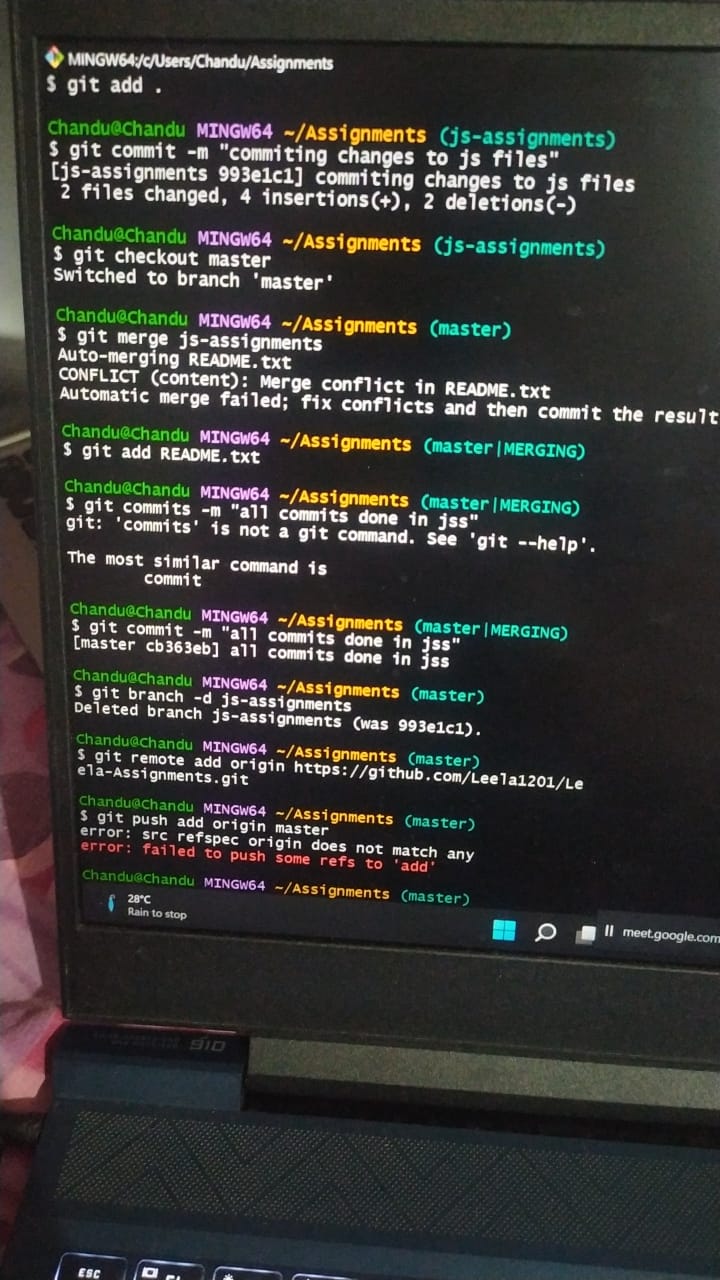 MINGW64:/c/Users/Chandu/Assignments
$ git add .
Chandu@Chandu MINGW64 ~/Assignments (js-assignments)
$ git commit -m "commiting changes to js files"
[js-assignments 993e1c1] commiting changes to js files
2 files changed, 4 insertions(+), 2 deletions(-)
Chandu@Chandu MINGW64 ~/Assignments (js-assignments)
$ git checkout master
Switched to branch 'master'
Chandu@Chandu MINGW64 ~/Assignments (master)
$ git merge js-assignments
Auto-merging README.txt
CONFLICT (content): Merge conflict in README.txt
Automatic merge failed; fix conflicts and then commit the result
Chandu@Chandu MINGW64 ~/Assignments (master|MERGING)
$ git add README.txt
Chandu@Chandu MINGW64 ~/Assignments (master|MERGING)
$ git commits -m "all commits done in jss"
git: 'commits' is not a git command. See 'git --help'.
The most similar command is
commit
Chandu@Chandu MINGW64 ~/Assignments (master|MERGING)
$ git commit -m "all commits done in jss"
[master cb363eb] all commits done in jss
Chandu@Chandu MINGW64 ~/Assignments (master)
$ git branch -d js-assignments
Deleted branch js-assignments (was 993e1c1).
Chandu@Chandu MINGW64 ~/Assignments (master)
$ git remote add origin https://github.com/Leela1201/Le
ela-Assignments.git
Chandu@Chandu MINGW64 ~/Assignments (master)
$ git push add origin master
error: src refspec origin does not match any
error: failed to push some refs to 'add'
Chandu@Chandu MINGW64 ~/Assignments (master)
28°C
Rain to stop
meet.google.com
ESC